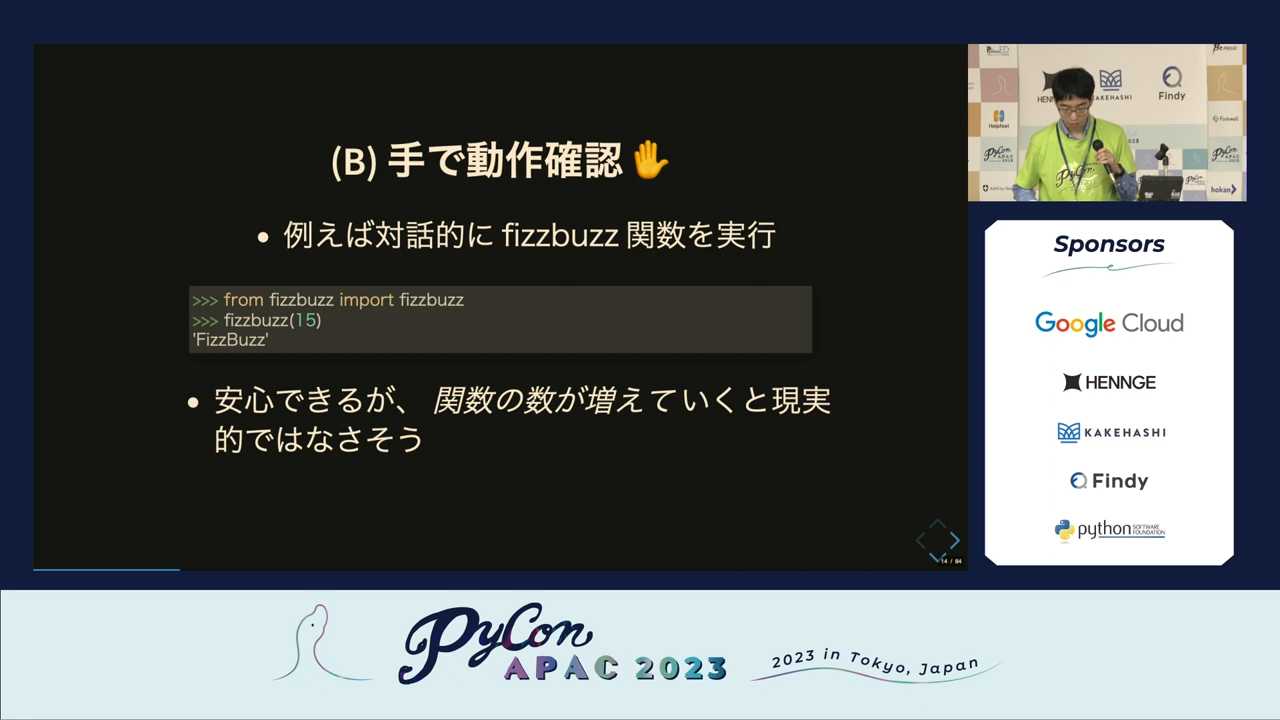 (B) 手で動作確認✋
• 例えば対話的に fizzbuzz 関数を実行
>>> from fizzbuzz import fizzbuzz
>>> fizzbuzz(15)
'FizzBuzz'
• 安心できるが、 関数の数が増えていくと現実
的ではなさそう
14 / 84
HENN
KAKEHASHI
Findy
Helpfeel
PyCon
APAC
hokan
Sponsors
Google Cloud
HENNGE
KAKEHASHI
Findy
python SOFTWARE FOUNDATION
PyCon
APAC 2023
2023 in Tokyo, Japan